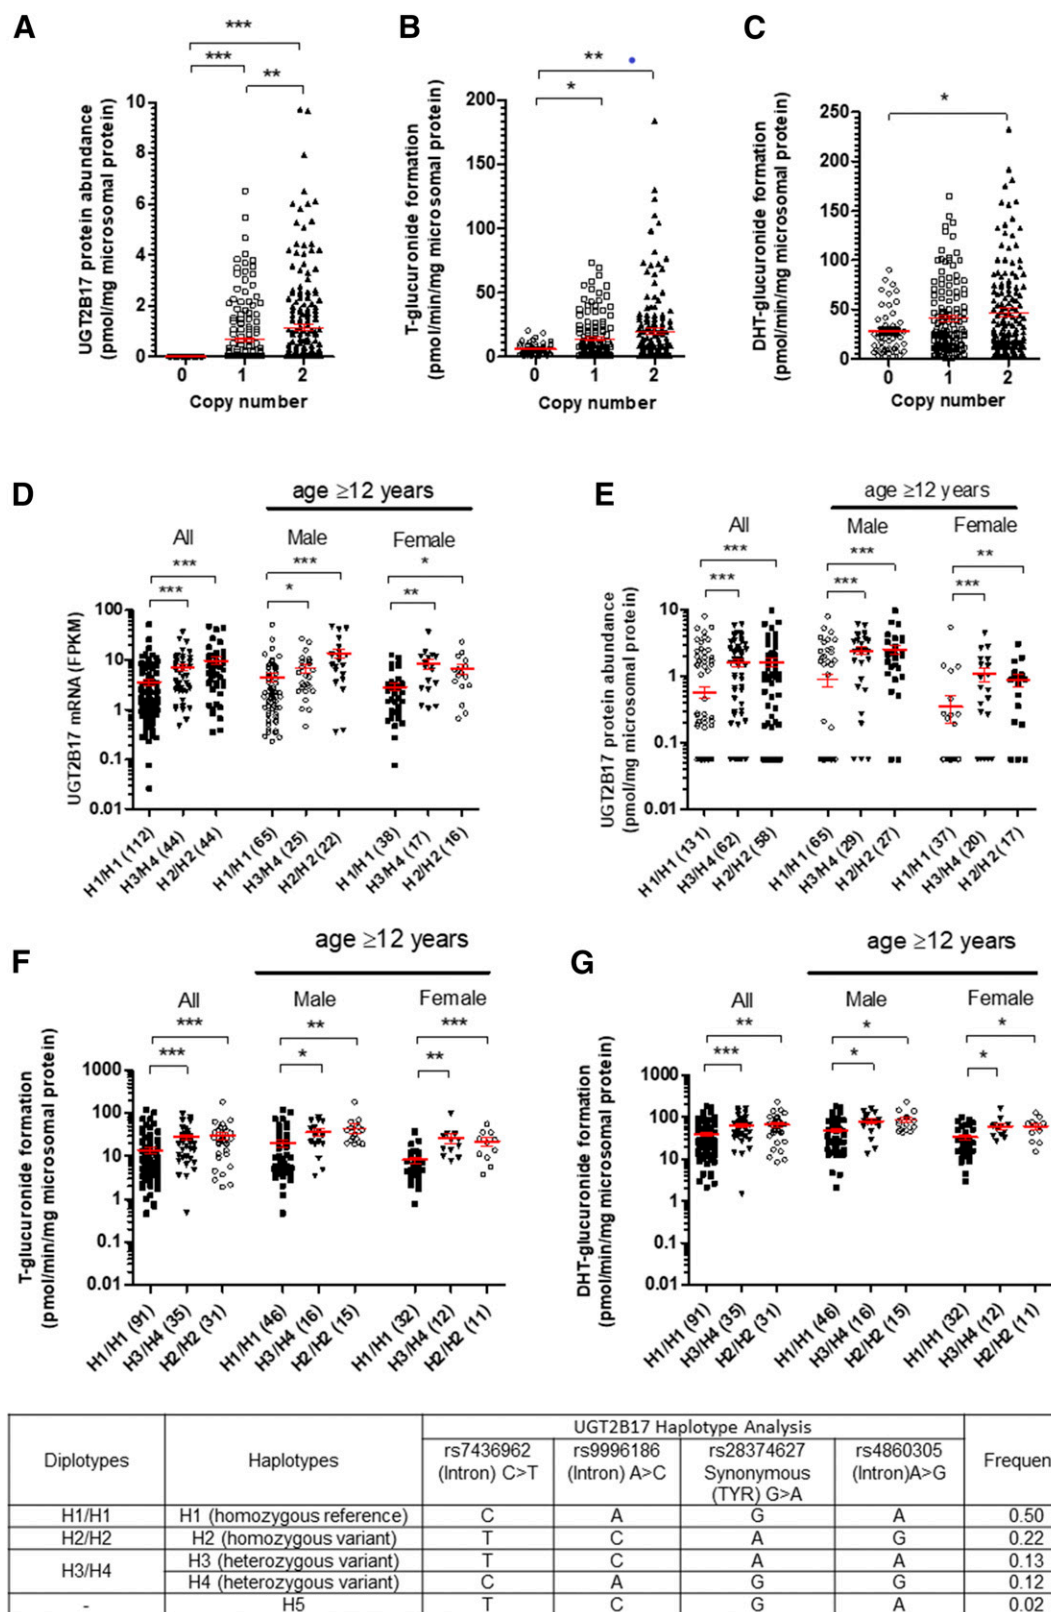 A
B
C
***
***
**
**
*
*
UGT2B17 protein abundance
(pmol/mg microsomal protein)
10
8
6
4
2
0
0 1 2
Copy number
T-glucuronide formation
(pmol/min/mg microsomal protein)
200
150
100
50
0
0 1 2
Copy number
DHT-glucuronide formation
(pmol/min/mg microsomal protein)
250
200
150
100
50
0
0 1 2
Copy number
D
age ≥12 years
All Male Female
*** *** *
*** * **
UGT2B17 mRNA (FPKM)
100
10
1
0.1
0.01
H1/H1 (112)
H3/H4 (44)
H2/H2 (44)
H1/H1 (65)
H3/H4 (25)
H2/H2 (22)
H1/H1 (38)
H3/H4 (17)
H2/H2 (16)
E
age ≥12 years
All Male Female
*** *** **
*** *** ***
UGT2B17 protein abundance
(pmol/mg microsomal protein)
10
1
0.1
0.01
H1/H1 (131)
H3/H4 (62)
H2/H2 (58)
H1/H1 (65)
H3/H4 (29)
H2/H2 (27)
H1/H1 (37)
H3/H4 (20)
H2/H2 (17)
F
age ≥12 years
All Male Female
*** ** ***
*** * **
T-glucuronide formation
(pmol/min/mg microsomal protein)
1000
100
10
1
0.1
0.01
H1/H1 (91)
H3/H4 (35)
H2/H2 (31)
H1/H1 (46)
H3/H4 (16)
H2/H2 (15)
H1/H1 (32)
H3/H4 (12)
H2/H2 (11)
G
age ≥12 years
All Male Female
** * *
*** * *
DHT-glucuronide formation
(pmol/min/mg microsomal protein)
1000
100
10
1
0.1
0.01
H1/H1 (91)
H3/H4 (35)
H2/H2 (31)
H1/H1 (46)
H3/H4 (16)
H2/H2 (15)
H1/H1 (32)
H3/H4 (12)
H2/H2 (11)
UGT2B17 Haplotype Analysis
Diplotypes Haplotypes rs7436962 (Intron) C>T rs9996186 (Intron) A>C rs28374627 Synonymous (TYR) G>A rs4860305 (Intron)A>G Frequen
H1/H1 H1 (homozygous reference) C A G A 0.50
H2/H2 H2 (homozygous variant) T C A G 0.22
H3/H4 H3 (heterozygous variant) T C A A 0.13
H4 (heterozygous variant) C A G G 0.12
- H5 T C G A 0.02